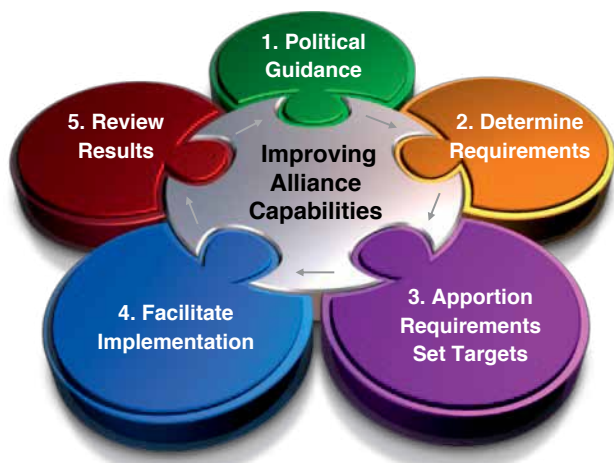 1. Political
Guidance
2. Determine
Requirements
3. Apportion
Requirements
Set Targets
4. Facilitate
Implementation
5. Review
Results
Improving
Alliance
Capabilities